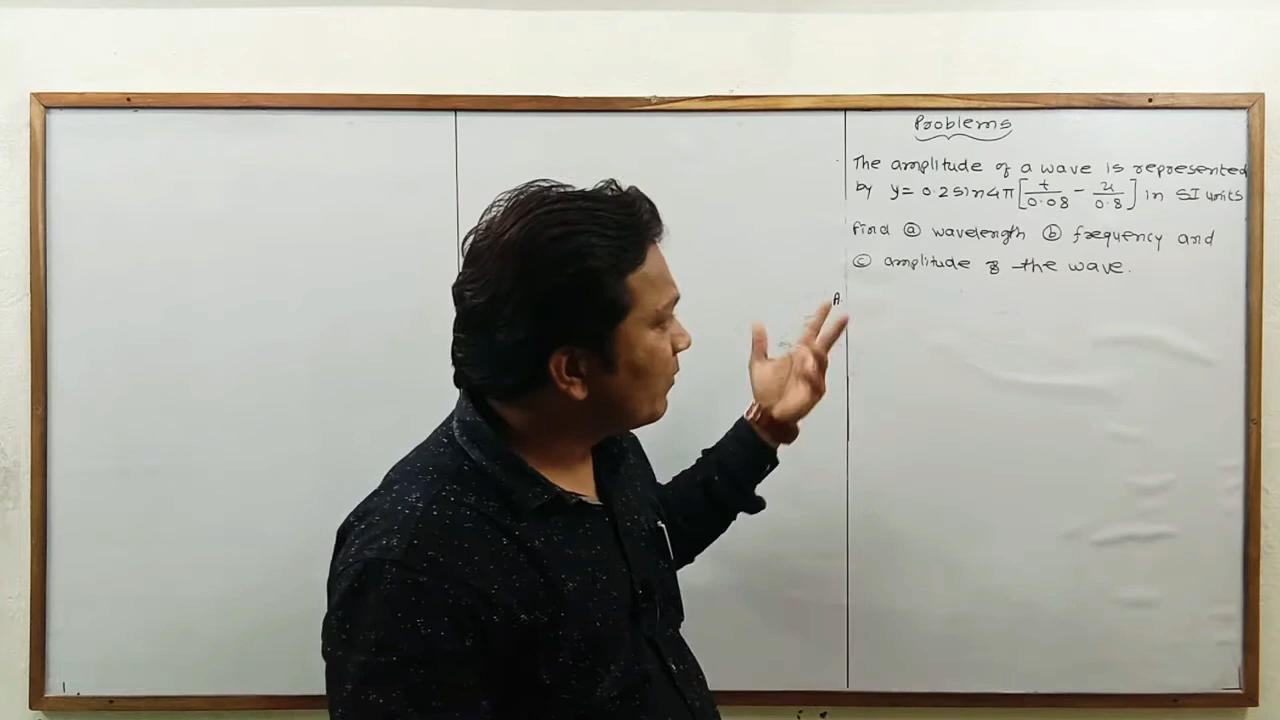 Problems
The amplitude of a wave is represented
by y = 0.2 sin 4π [t/0.08 - x/0.8] in SI units
Find ⓐ wavelength ⓑ frequency and
ⓒ amplitude of the wave.
A